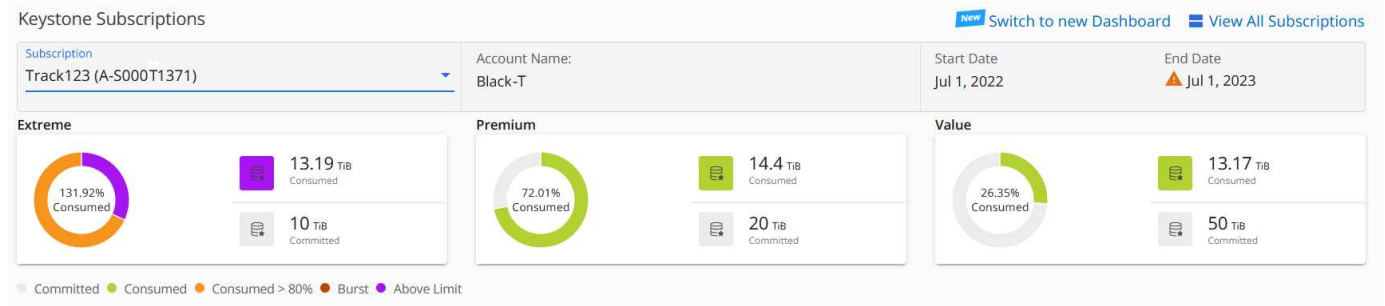 Keystone Subscriptions
New Switch to new Dashboard View All Subscriptions
Subscription
Track123 (A-S000T1371)
Account Name:
Black-T
Start Date
Jul 1, 2022
End Date
Jul 1, 2023
Extreme
131.92%
Consumed
13.19 TiB
Consumed
10 TiB
Committed
Premium
72.01%
Consumed
14.4 TiB
Consumed
20 TiB
Committed
Value
26.35%
Consumed
13.17 TiB
Consumed
50 TiB
Committed
Committed Consumed Consumed > 80% Burst Above Limit